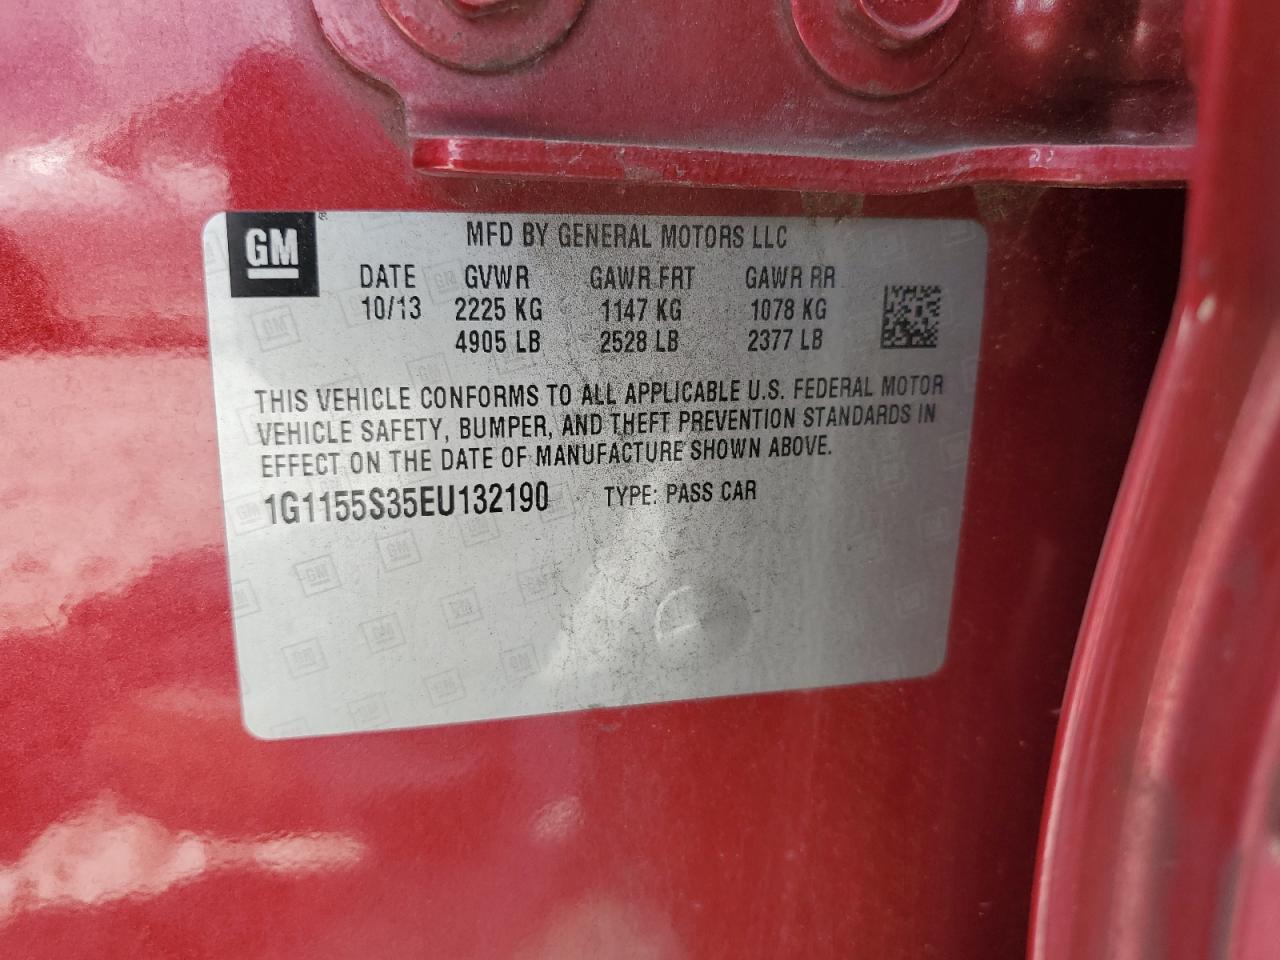 GM
MFD BY GENERAL MOTORS LLC
DATE GVWR GAWR FRT GAWR RR
10/13 2225 KG 1147 KG 1078 KG
4905 LB 2528 LB 2377 LB
THIS VEHICLE CONFORMS TO ALL APPLICABLE U.S. FEDERAL MOTOR
VEHICLE SAFETY, BUMPER, AND THEFT PREVENTION STANDARDS IN
EFFECT ON THE DATE OF MANUFACTURE SHOWN ABOVE.
1G1155S35EU132190 TYPE: PASS CAR